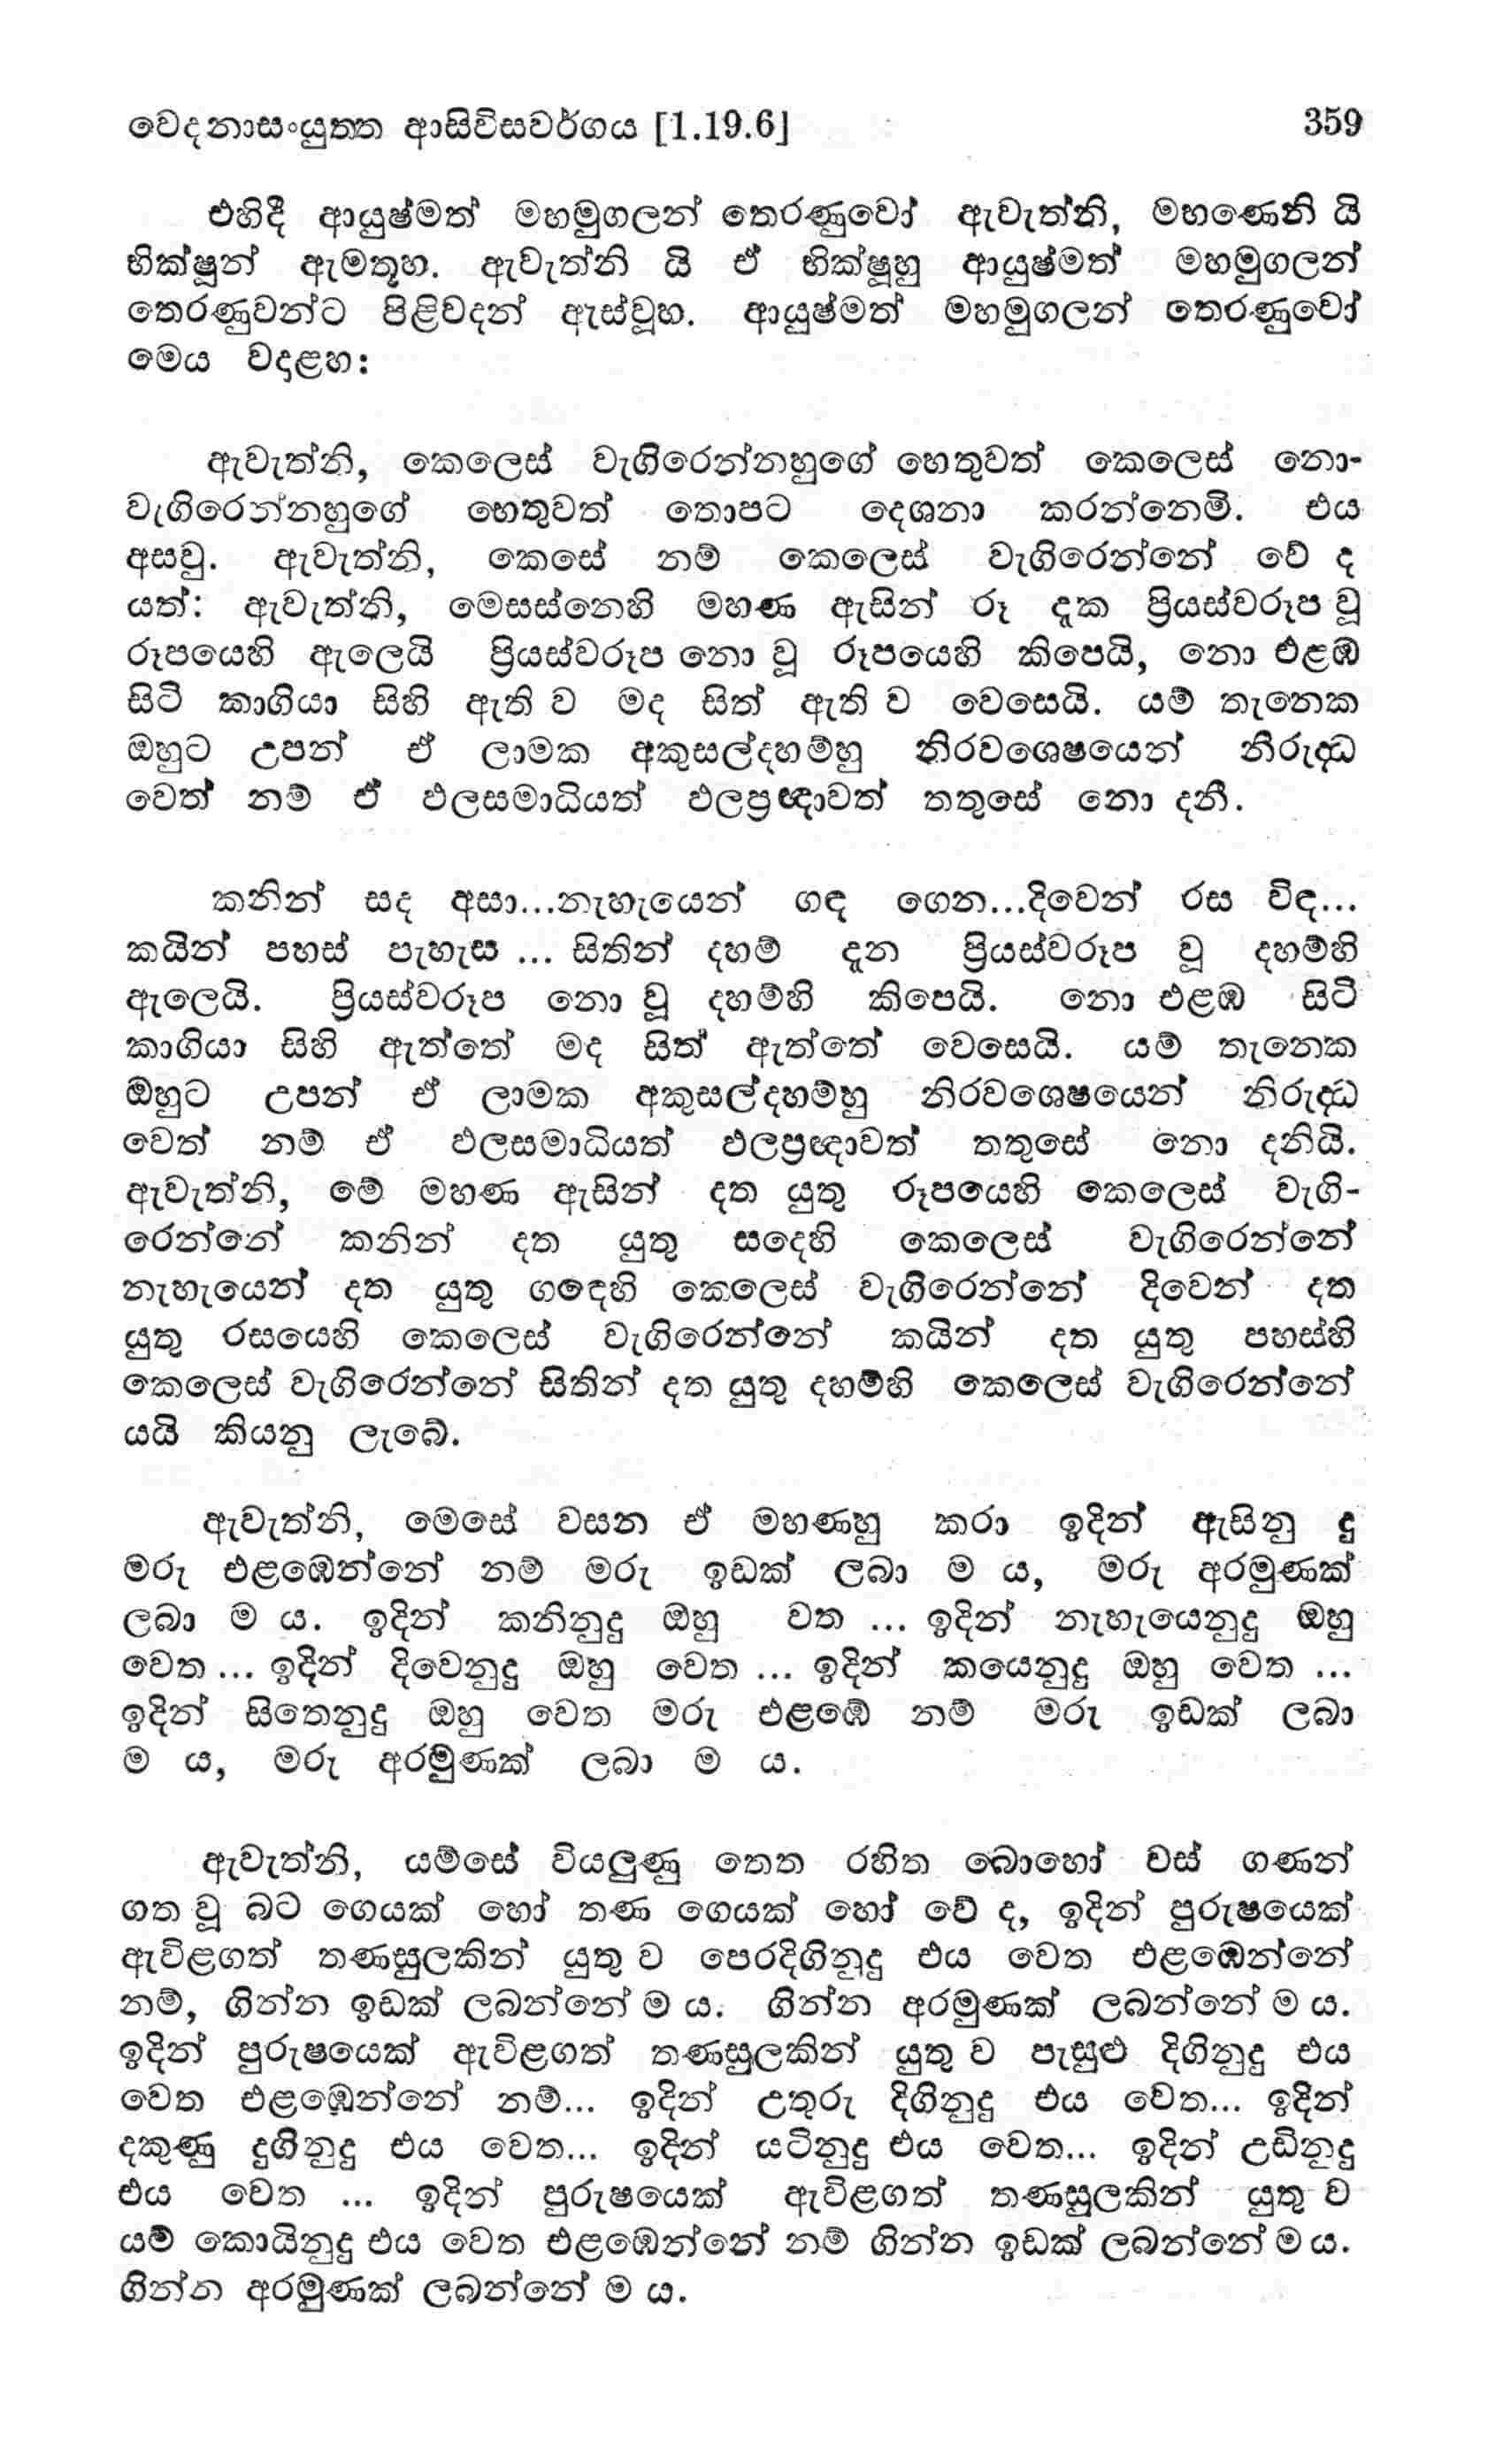 වෙදනාසංයුත්ත ආසිවිසවර්ගය [1.19.6] 359
එහිදී ආයුෂ්මත් මහමුගලන් තෙරණුවෝ ඇවැත්නි, මහණෙනි යි
භික්ෂූන් ඇමතූහ. ඇවැත්නි යි ඒ භික්ෂූහු ආයුෂ්මත් මහමුගලන්
තෙරණුවන්ට පිළිවදන් ඇස්වූහ. ආයුෂ්මත් මහමුගලන් තෙරණුවෝ
මෙය වදාළහ:
ඇවැත්නි, කෙලෙස් වැගිරෙන්නහුගේ හෙතුවත් කෙලෙස් නො-
වැගිරෙන්නහුගේ හෙතුවත් තොපට දෙශනා කරන්නෙමි. එය
අසවු. ඇවැත්නි, කෙසේ නම් කෙලෙස් වැගිරෙන්නේ වේ ද
යත්: ඇවැත්නි, මෙසස්නෙහි මහණ ඇසින් රූ දැක ප්‍රියස්වරූප වූ
රූපයෙහි ඇලෙයි ප්‍රියස්වරූප නො වූ රූපයෙහි කිපෙයි, නො එළඹ
සිටි කාගියා සිහි ඇති ව මද සිත් ඇති ව වෙසෙයි. යම් තැනෙක
ඔහුට උපන් ඒ ලාමක අකුසල්දහම්හු නිරවශෙෂයෙන් නිරුද්ධ
වෙත් නම් ඒ ඵලසමාධියත් ඵලප්‍රඥාවත් තතුසේ නො දනී.
කනින් සද අසා...නැහැයෙන් ගඳ ගෙන...දිවෙන් රස විඳ...
කයින් පහස් පැහැස ... සිතින් දහම් දැන ප්‍රියස්වරූප වූ දහම්හි
ඇලෙයි. ප්‍රියස්වරූප නො වූ දහම්හි කිපෙයි. නො එළඹ සිටි
කාගියා සිහි ඇත්තේ මද සිත් ඇත්තේ වෙසෙයි. යම් තැනෙක
ඔහුට උපන් ඒ ලාමක අකුසල්දහම්හු නිරවශෙෂයෙන් නිරුද්ධ
වෙත් නම් ඒ ඵලසමාධියත් ඵලප්‍රඥාවත් තතුසේ නො දනියි.
ඇවැත්නි, මේ මහණ ඇසින් දත යුතු රූපයෙහි කෙලෙස් වැගි-
රෙන්නේ කනින් දත යුතු සදෙහි කෙලෙස් වැගිරෙන්නේ
නැහැයෙන් දත යුතු ගඳෙහි කෙලෙස් වැගිරෙන්නේ දිවෙන් දත
යුතු රසයෙහි කෙලෙස් වැගිරෙන්නේ කයින් දත යුතු පහස්හි
කෙලෙස් වැගිරෙන්නේ සිතින් දත යුතු දහම්හි කෙලෙස් වැගිරෙන්නේ
යයි කියනු ලැබේ.
ඇවැත්නි, මෙසේ වසන ඒ මහණහු කරා ඉදින් ඇසිනු දු
මරු එළඹෙන්නේ නම් මරු ඉඩක් ලබා ම ය, මරු අරමුණක්
ලබා ම ය. ඉදින් කනිනුදු ඔහු වත ... ඉදින් නැහැයෙනුදු ඔහු
වෙත ... ඉදින් දිවෙනුදු ඔහු වෙත ... ඉදින් කයෙනුදු ඔහු වෙත ...
ඉදින් සිතෙනුදු ඔහු වෙත මරු එළඹේ නම් මරු ඉඩක් ලබා
ම ය, මරු අරමුණක් ලබා ම ය.
ඇවැත්නි, යම්සේ වියලුණු තෙත රහිත බොහෝ වස් ගණන්
ගත වූ බට ගෙයක් හෝ තණ ගෙයක් හෝ වේ ද, ඉදින් පුරුෂයෙක්
ඇවිළගත් තණසුලකින් යුතු ව පෙරදිගිනුදු එය වෙත එළඹෙන්නේ
නම්, ගින්න ඉඩක් ලබන්නේ ම ය. ගින්න අරමුණක් ලබන්නේ ම ය.
ඉදින් පුරුෂයෙක් ඇවිළගත් තණසුලකින් යුතු ව පැසුළු දිගිනුදු එය
වෙත එළඹෙන්නේ නම්... ඉදින් උතුරු දිගිනුදු එය වෙත... ඉදින්
දකුණු දුගිනුදු එය වෙත... ඉදින් යටිනුදු එය වෙත... ඉදින් උඩිනුදු
එය වෙත ... ඉදින් පුරුෂයෙක් ඇවිළගත් තණසුලකින් යුතු ව
යම් කොයිනුදු එය වෙත එළඹෙන්නේ නම් ගින්න ඉඩක් ලබන්නේ ම ය.
ගින්න අරමුණක් ලබන්නේ ම ය.